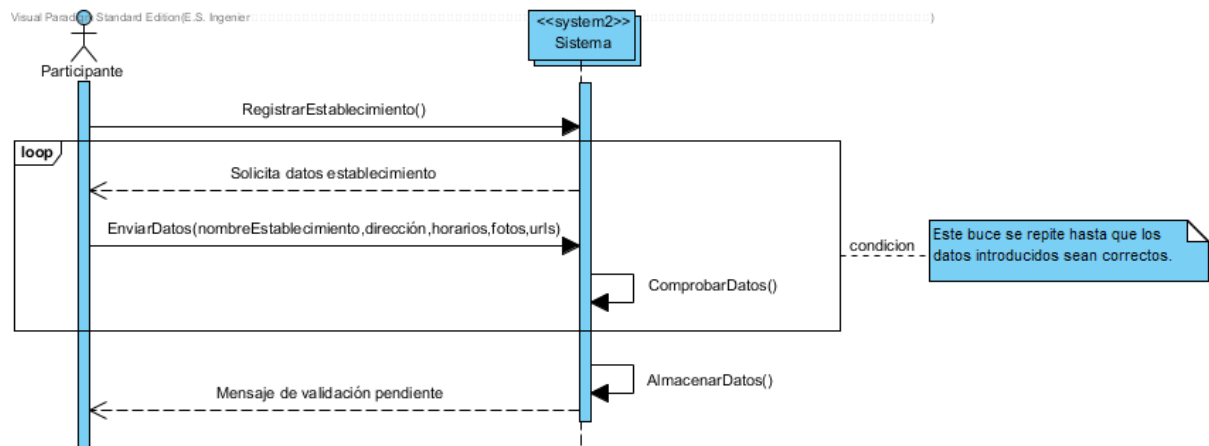 Visual Paradigm Standard Edition(E.S. Ingenier
<<system2>>
Sistema
Participante
RegistrarEstablecimiento()
loop
Solicita datos establecimiento
EnviarDatos(nombreEstablecimiento,dirección,horarios,fotos,urls)
condicion
Este buce se repite hasta que los
datos introducidos sean correctos.
ComprobarDatos()
AlmacenarDatos()
Mensaje de validación pendiente